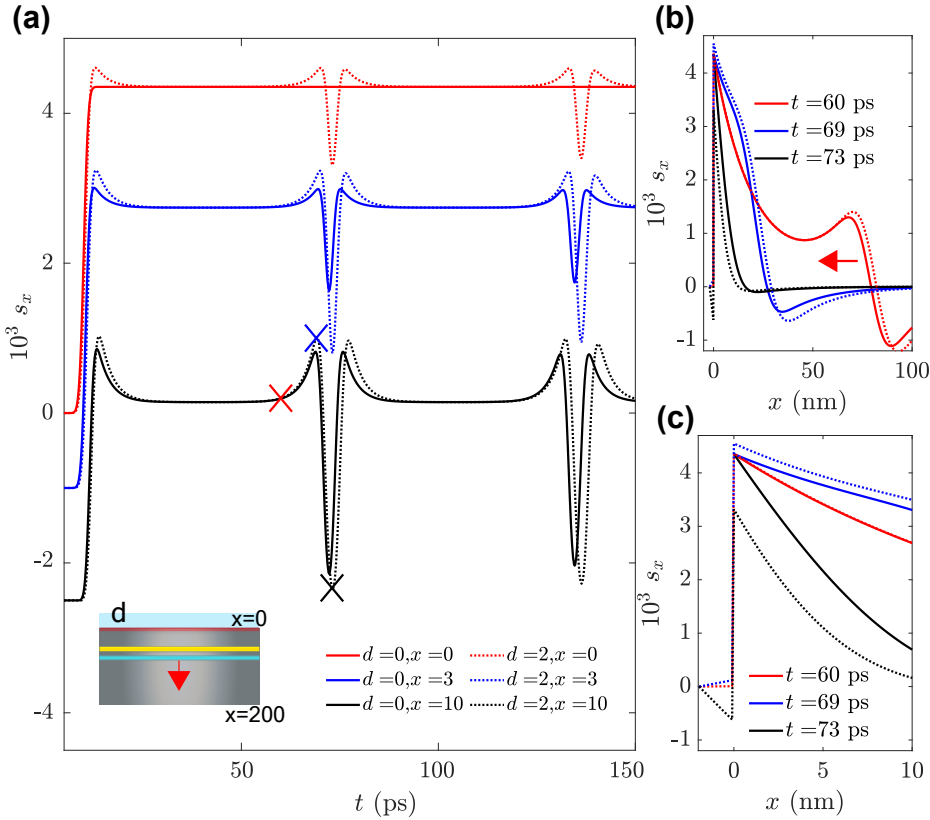 (a)
4
2
0
-2
-4
10³ sₓ
50
100
150
t (ps)
d
x=0
x=200
d =0,x =0
d =2,x =0
d =0,x =3
d =2,x =3
d =0,x =10
d =2,x =10
(b)
4
3
2
1
0
-1
10³ sₓ
t =60 ps
t =69 ps
t =73 ps
0
50
100
x (nm)
(c)
4
3
2
1
0
-1
10³ sₓ
t =60 ps
t =69 ps
t =73 ps
0
5
10
x (nm)